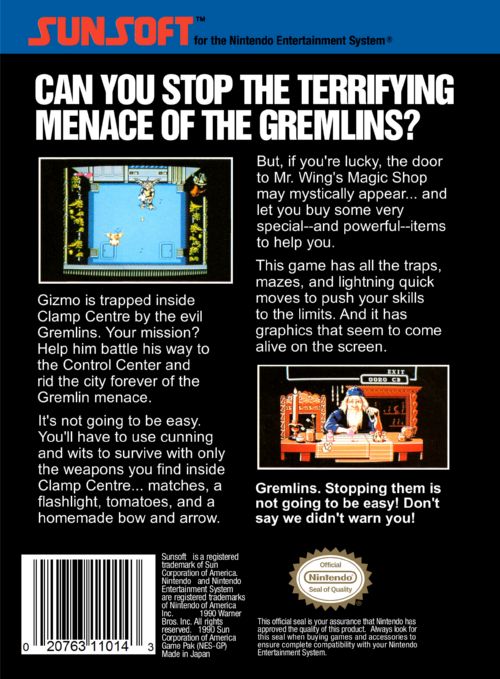 SUNSOFT™
for the Nintendo Entertainment System®
CAN YOU STOP THE TERRIFYING
MENACE OF THE GREMLINS?
Gizmo is trapped inside
Clamp Centre by the evil
Gremlins. Your mission?
Help him battle his way to
the Control Center and
rid the city forever of the
Gremlin menace.
It's not going to be easy.
You'll have to use cunning
and wits to survive with only
the weapons you find inside
Clamp Centre... matches, a
flashlight, tomatoes, and a
homemade bow and arrow.
But, if you're lucky, the door
to Mr. Wing's Magic Shop
may mystically appear... and
let you buy some very
special--and powerful--items
to help you.
This game has all the traps,
mazes, and lightning quick
moves to push your skills
to the limits. And it has
graphics that seem to come
alive on the screen.
EXIT
0020 C3
Gremlins. Stopping them is
not going to be easy! Don't
say we didn't warn you!
0 20763 11014 3
Sunsoft is a registered
trademark of Sun
Corporation of America.
Nintendo and Nintendo
Entertainment System
are registered trademarks
of Nintendo of America
Inc. 1990 Warner
Bros. Inc. All rights
reserved. 1990 Sun
Corporation of America
Game Pak (NES-GP)
Made in Japan
Official
Nintendo
Seal of Quality
This official seal is your assurance that Nintendo has
approved the quality of this product. Always look for
this seal when buying games and accessories to
ensure complete compatibility with your Nintendo
Entertainment System.